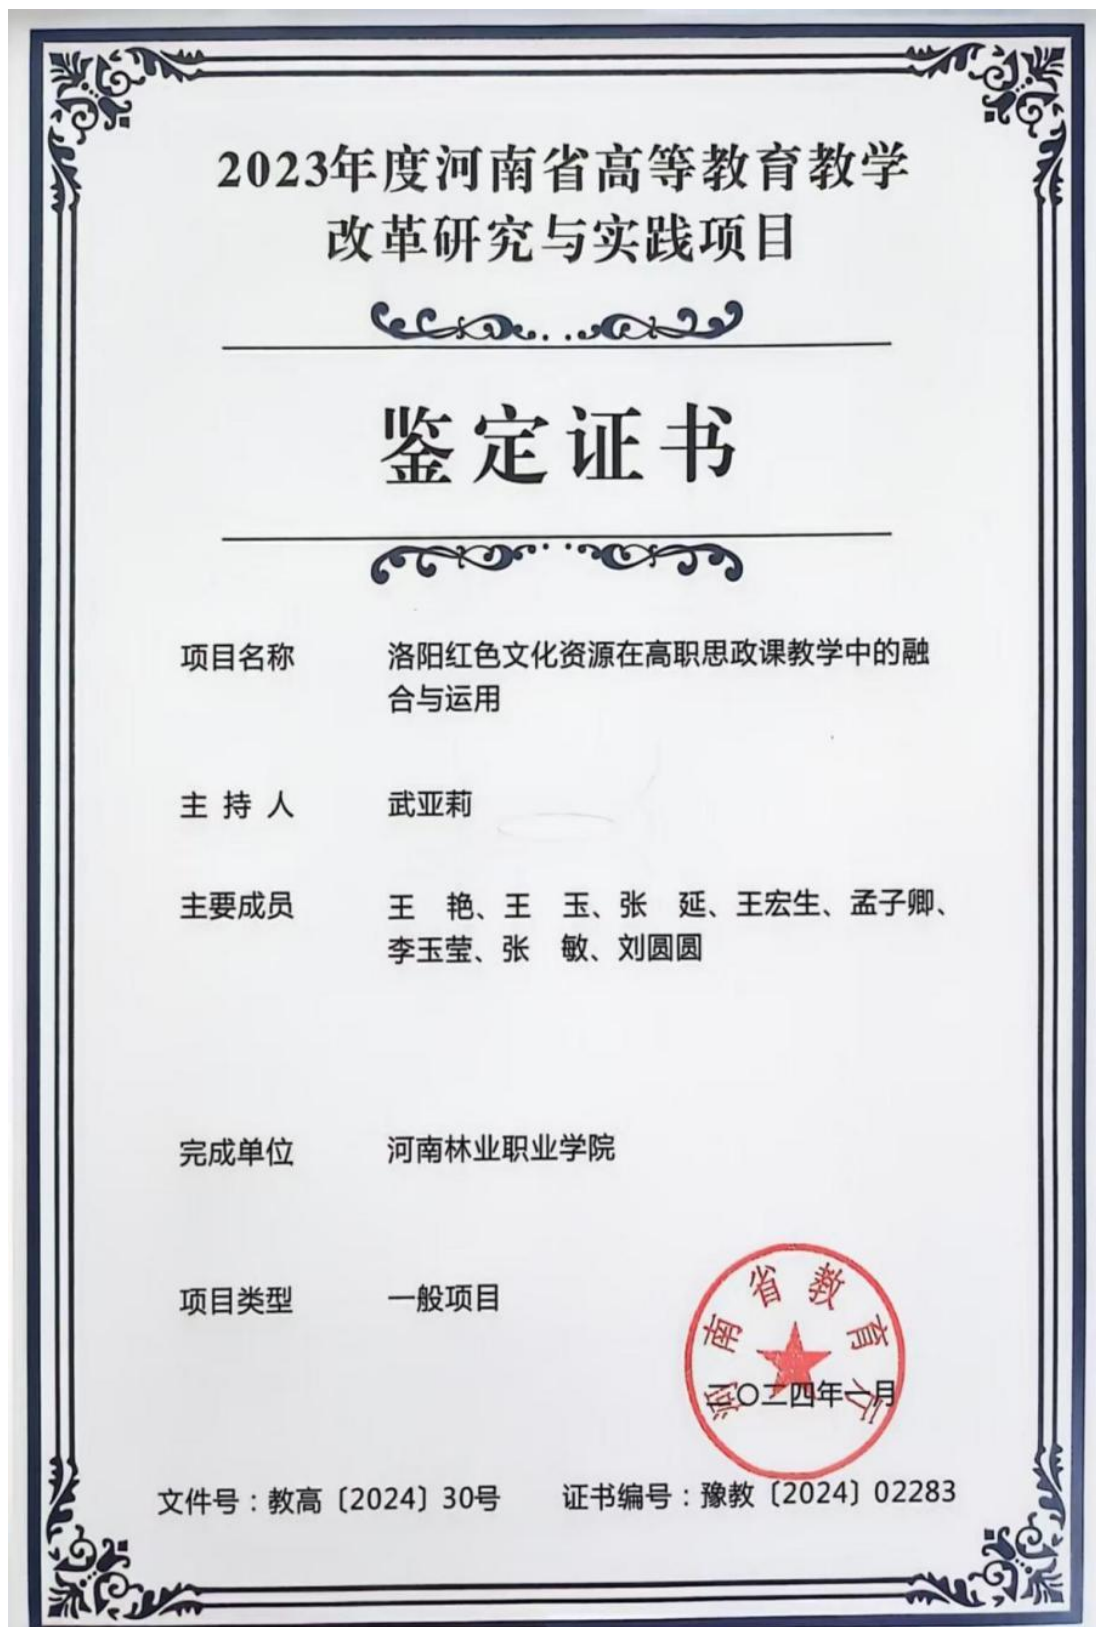 2023年度河南省高等教育教学
改革研究与实践项目
鉴定证书
项目名称 洛阳红色文化资源在高职思政课教学中的融
合与运用
主 持 人 武亚莉
主要成员 王　艳、王　玉、张　延、王宏生、孟子卿、
李玉莹、张　敏、刘圆圆
完成单位 河南林业职业学院
项目类型 一般项目
河南省教育厅
二〇二四年一月
文件号：教高〔2024〕30号 证书编号：豫教〔2024〕02283